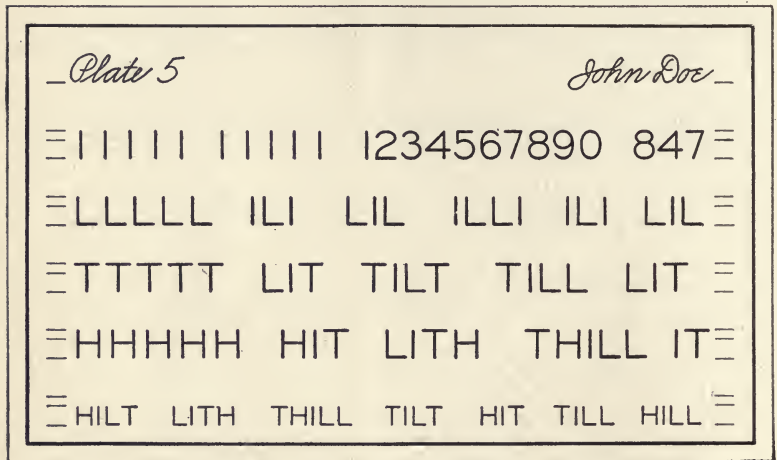 Plate 5 John Doe
IIIII IIIII 1234567890 847
LLLLL ILI LIL ILLI ILI LIL
TTTTT LIT TILT TILL LIT
HHHHH HIT LITH THILL IT
HILT LITH THILL TILT HIT TILL HILL